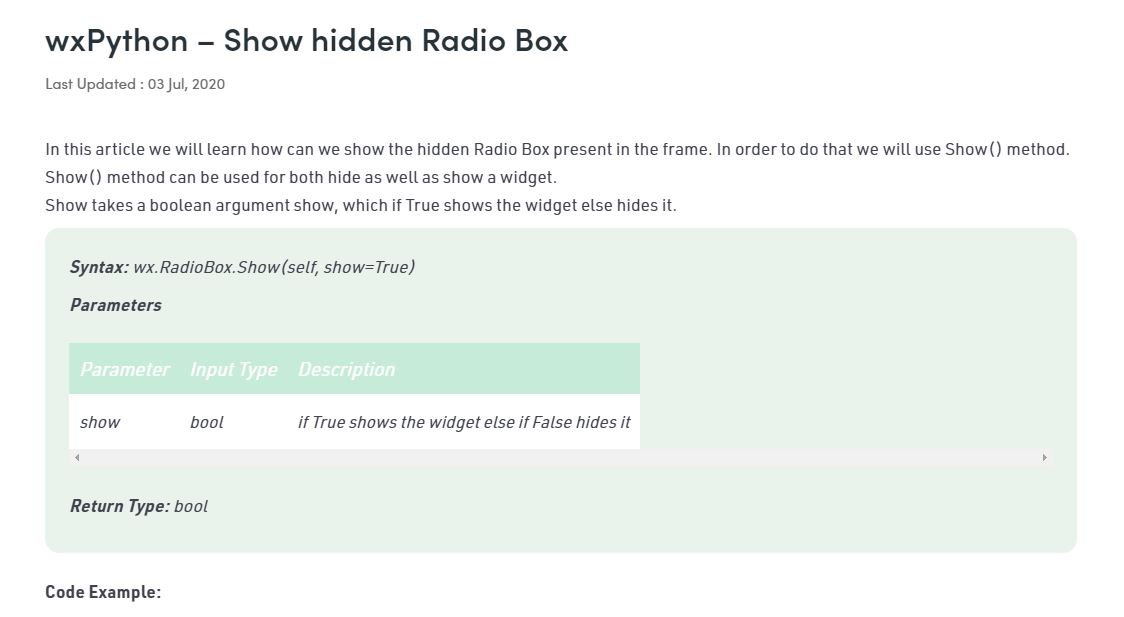 wxPython – Show hidden Radio Box
Last Updated : 03 Jul, 2020
In this article we will learn how can we show the hidden Radio Box present in the frame. In order to do that we will use Show() method.
Show() method can be used for both hide as well as show a widget.
Show takes a boolean argument show, which if True shows the widget else hides it.
Syntax: wx.RadioBox.Show(self, show=True)
Parameters
Parameter Input Type Description
show bool if True shows the widget else if False hides it
Return Type: bool
Code Example: